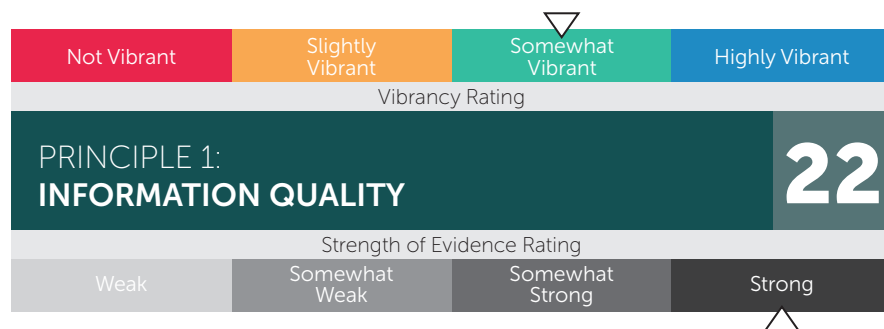 Not Vibrant
Slightly
Vibrant
Somewhat
Vibrant
Highly Vibrant
Vibrancy Rating
PRINCIPLE 1:
INFORMATION QUALITY
22
Strength of Evidence Rating
Weak
Somewhat
Weak
Somewhat
Strong
Strong